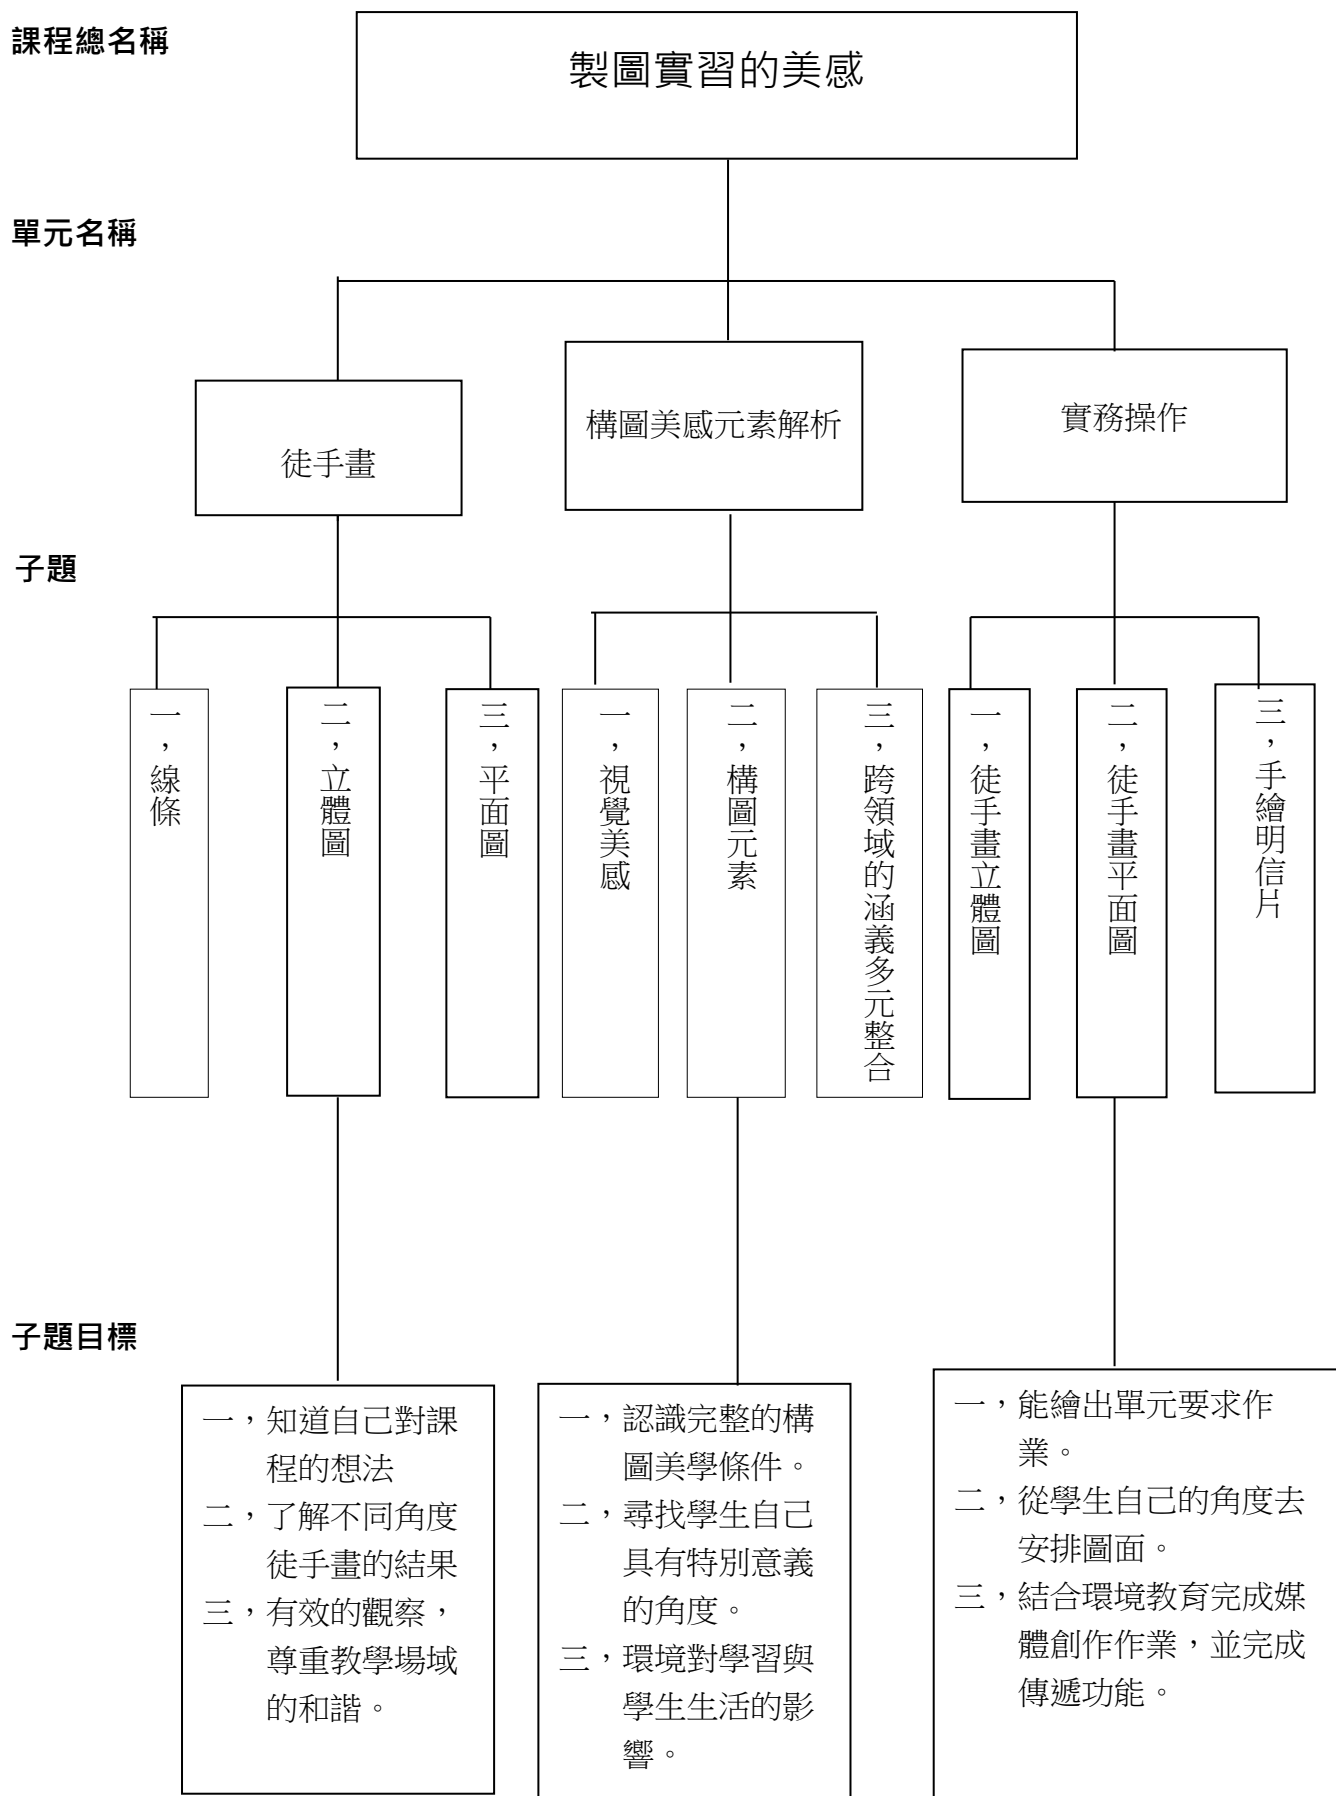 課程總名稱
製圖實習的美感
單元名稱
徒手畫
構圖美感元素解析
實務操作
子題
一，線條
二，立體圖
三，平面圖
一，視覺美感
二，構圖元素
三，跨領域的涵義多元整合
一，徒手畫立體圖
二，徒手畫平面圖
三，手繪明信片
子題目標
一，知道自己對課
程的想法
二，了解不同角度
徒手畫的結果
三，有效的觀察，
尊重教學場域
的和諧。
一，認識完整的構
圖美學條件。
二，尋找學生自己
具有特別意義
的角度。
三，環境對學習與
學生生活的影
響。
一，能繪出單元要求作
業。
二，從學生自己的角度去
安排圖面。
三，結合環境教育完成媒
體創作作業，並完成
傳遞功能。